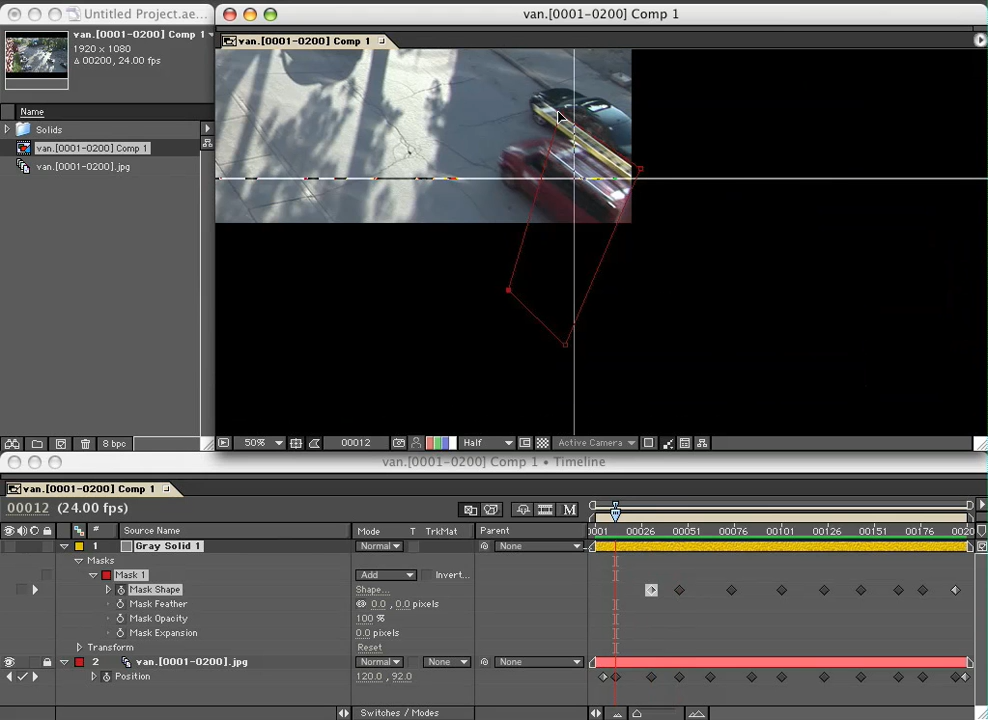 Untitled Project.ae...
van.[0001-0200] Comp 1
van.[0001-0200] Comp 1
1920 x 1080
Δ 00200, 24.00 fps
van.[0001-0200] Comp 1
Name
Solids
van.[0001-0200] Comp 1
van.[0001-0200].jpg
8 bpc
50%
00012
Half
Active Camera
van.[0001-0200] Comp 1 • Timeline
van.[0001-0200] Comp 1
00012 (24.00 fps)
# Source Name Mode T TrkMat Parent
0001 00026 00051 00076 00101 00126 00151 00176 0020
1 Gray Solid 1 Normal None
Masks
Mask 1 Add Invert...
Mask Shape Shape...
Mask Feather 0.0, 0.0 pixels
Mask Opacity 100 %
Mask Expansion 0.0 pixels
Transform Reset
2 van.[0001-0200].jpg Normal None None
Position 120.0, 92.0
Switches / Modes